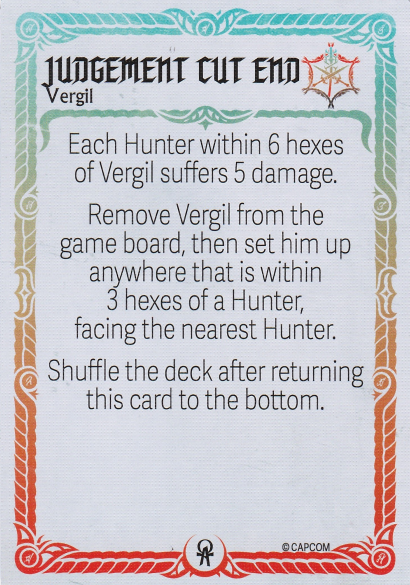 JUDGEMENT CUT END
Vergil
Each Hunter within 6 hexes
of Vergil suffers 5 damage.
Remove Vergil from the
game board, then set him up
anywhere that is within
3 hexes of a Hunter,
facing the nearest Hunter.
Shuffle the deck after returning
this card to the bottom.
© CAPCOM